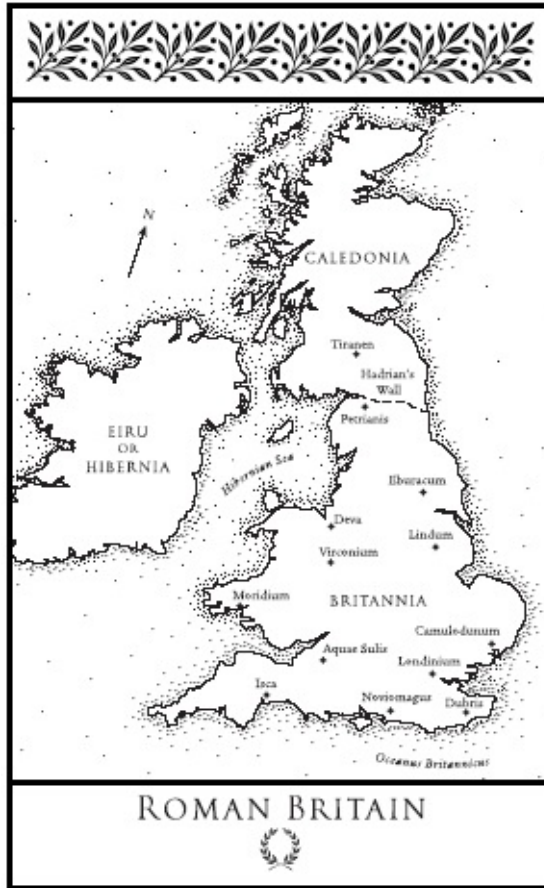 N
CALEDONIA
Tiranen
Hadrian's
Wall
Petrianis
EIRU
OR
HIBERNIA
Hibernian Sea
Eburacum
Deva
Lindum
Virconium
Moridium
BRITANNIA
Camulodunum
Aquae Sulis
Londinium
Isca
Noviomagus
Dubris
Oceanus Britannicus
ROMAN BRITAIN